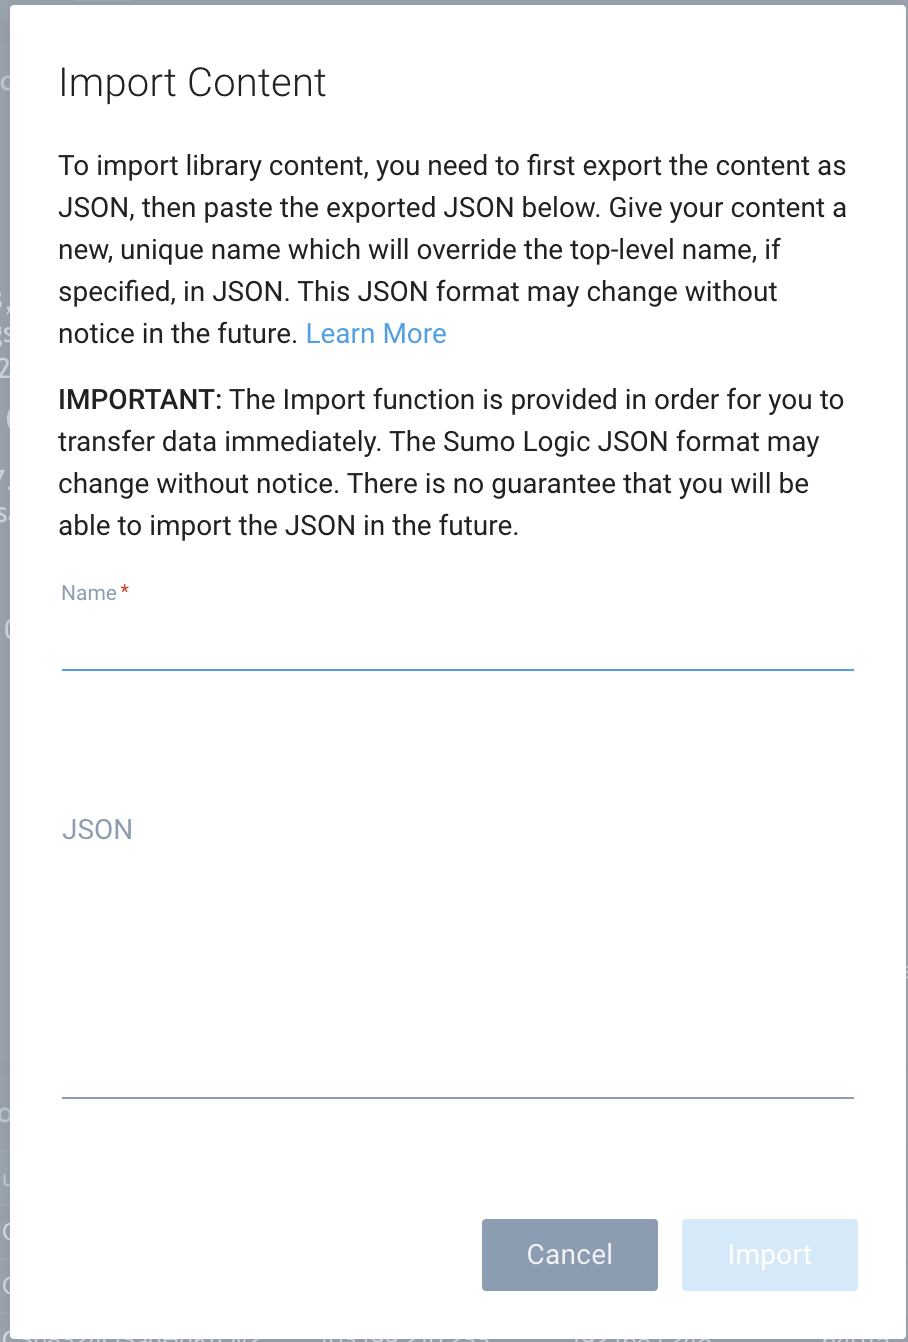 Import Content
To import library content, you need to first export the content as
JSON, then paste the exported JSON below. Give your content a
new, unique name which will override the top-level name, if
specified, in JSON. This JSON format may change without
notice in the future. Learn More
IMPORTANT: The Import function is provided in order for you to
transfer data immediately. The Sumo Logic JSON format may
change without notice. There is no guarantee that you will be
able to import the JSON in the future.
Name *
JSON
Cancel Import